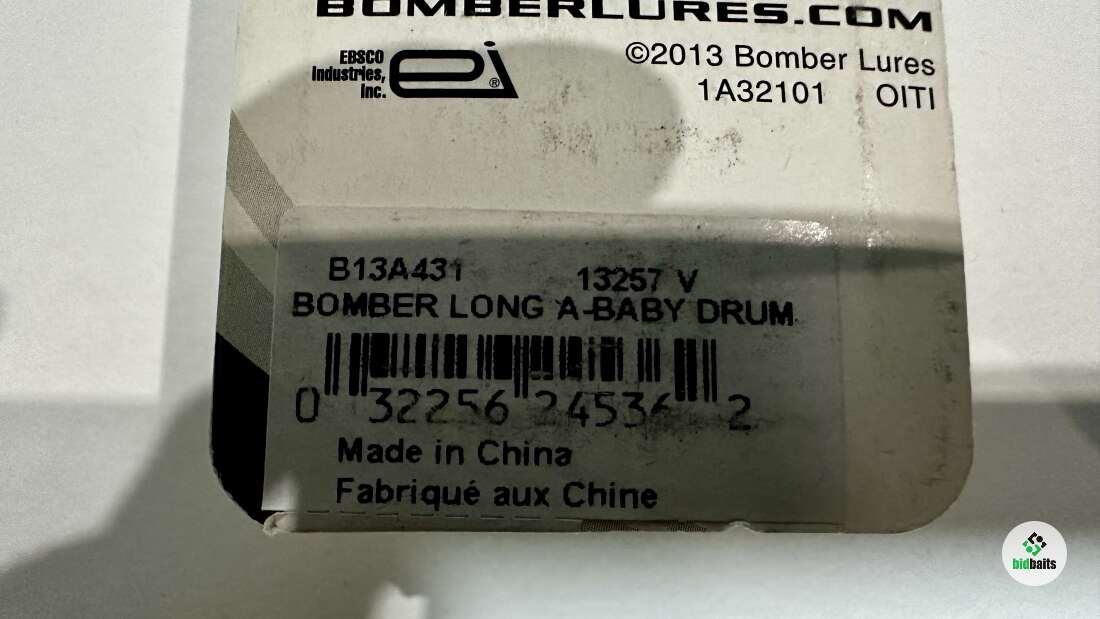 BOMBERLURES.COM
EBSCO
Industries,
Inc.
ei®
©2013 Bomber Lures
1A32101 OITI
B13A431 13257 V
BOMBER LONG A-BABY DRUM
0 32256 24536 2
Made in China
Fabriqué aux Chine
bidbaits